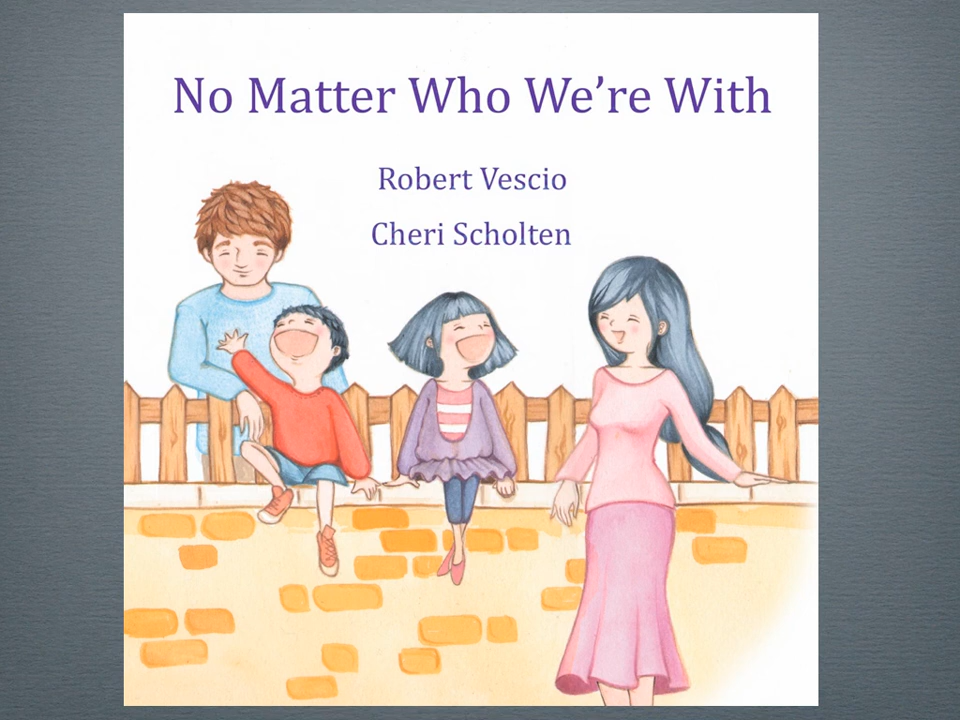 No Matter Who We’re With
Robert Vescio
Cheri Scholten